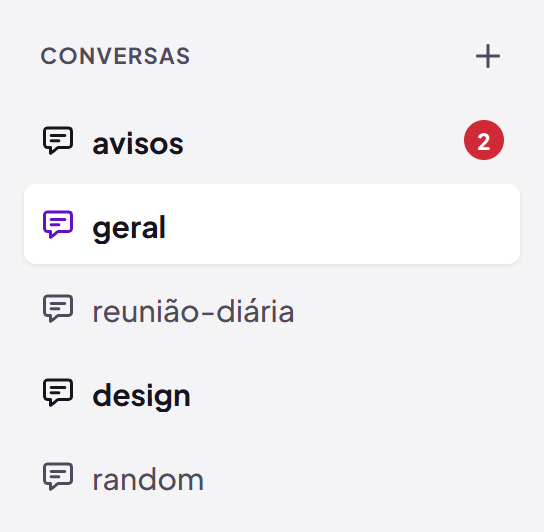 CONVERSAS
avisos 2
geral
reunião-diária
design
random